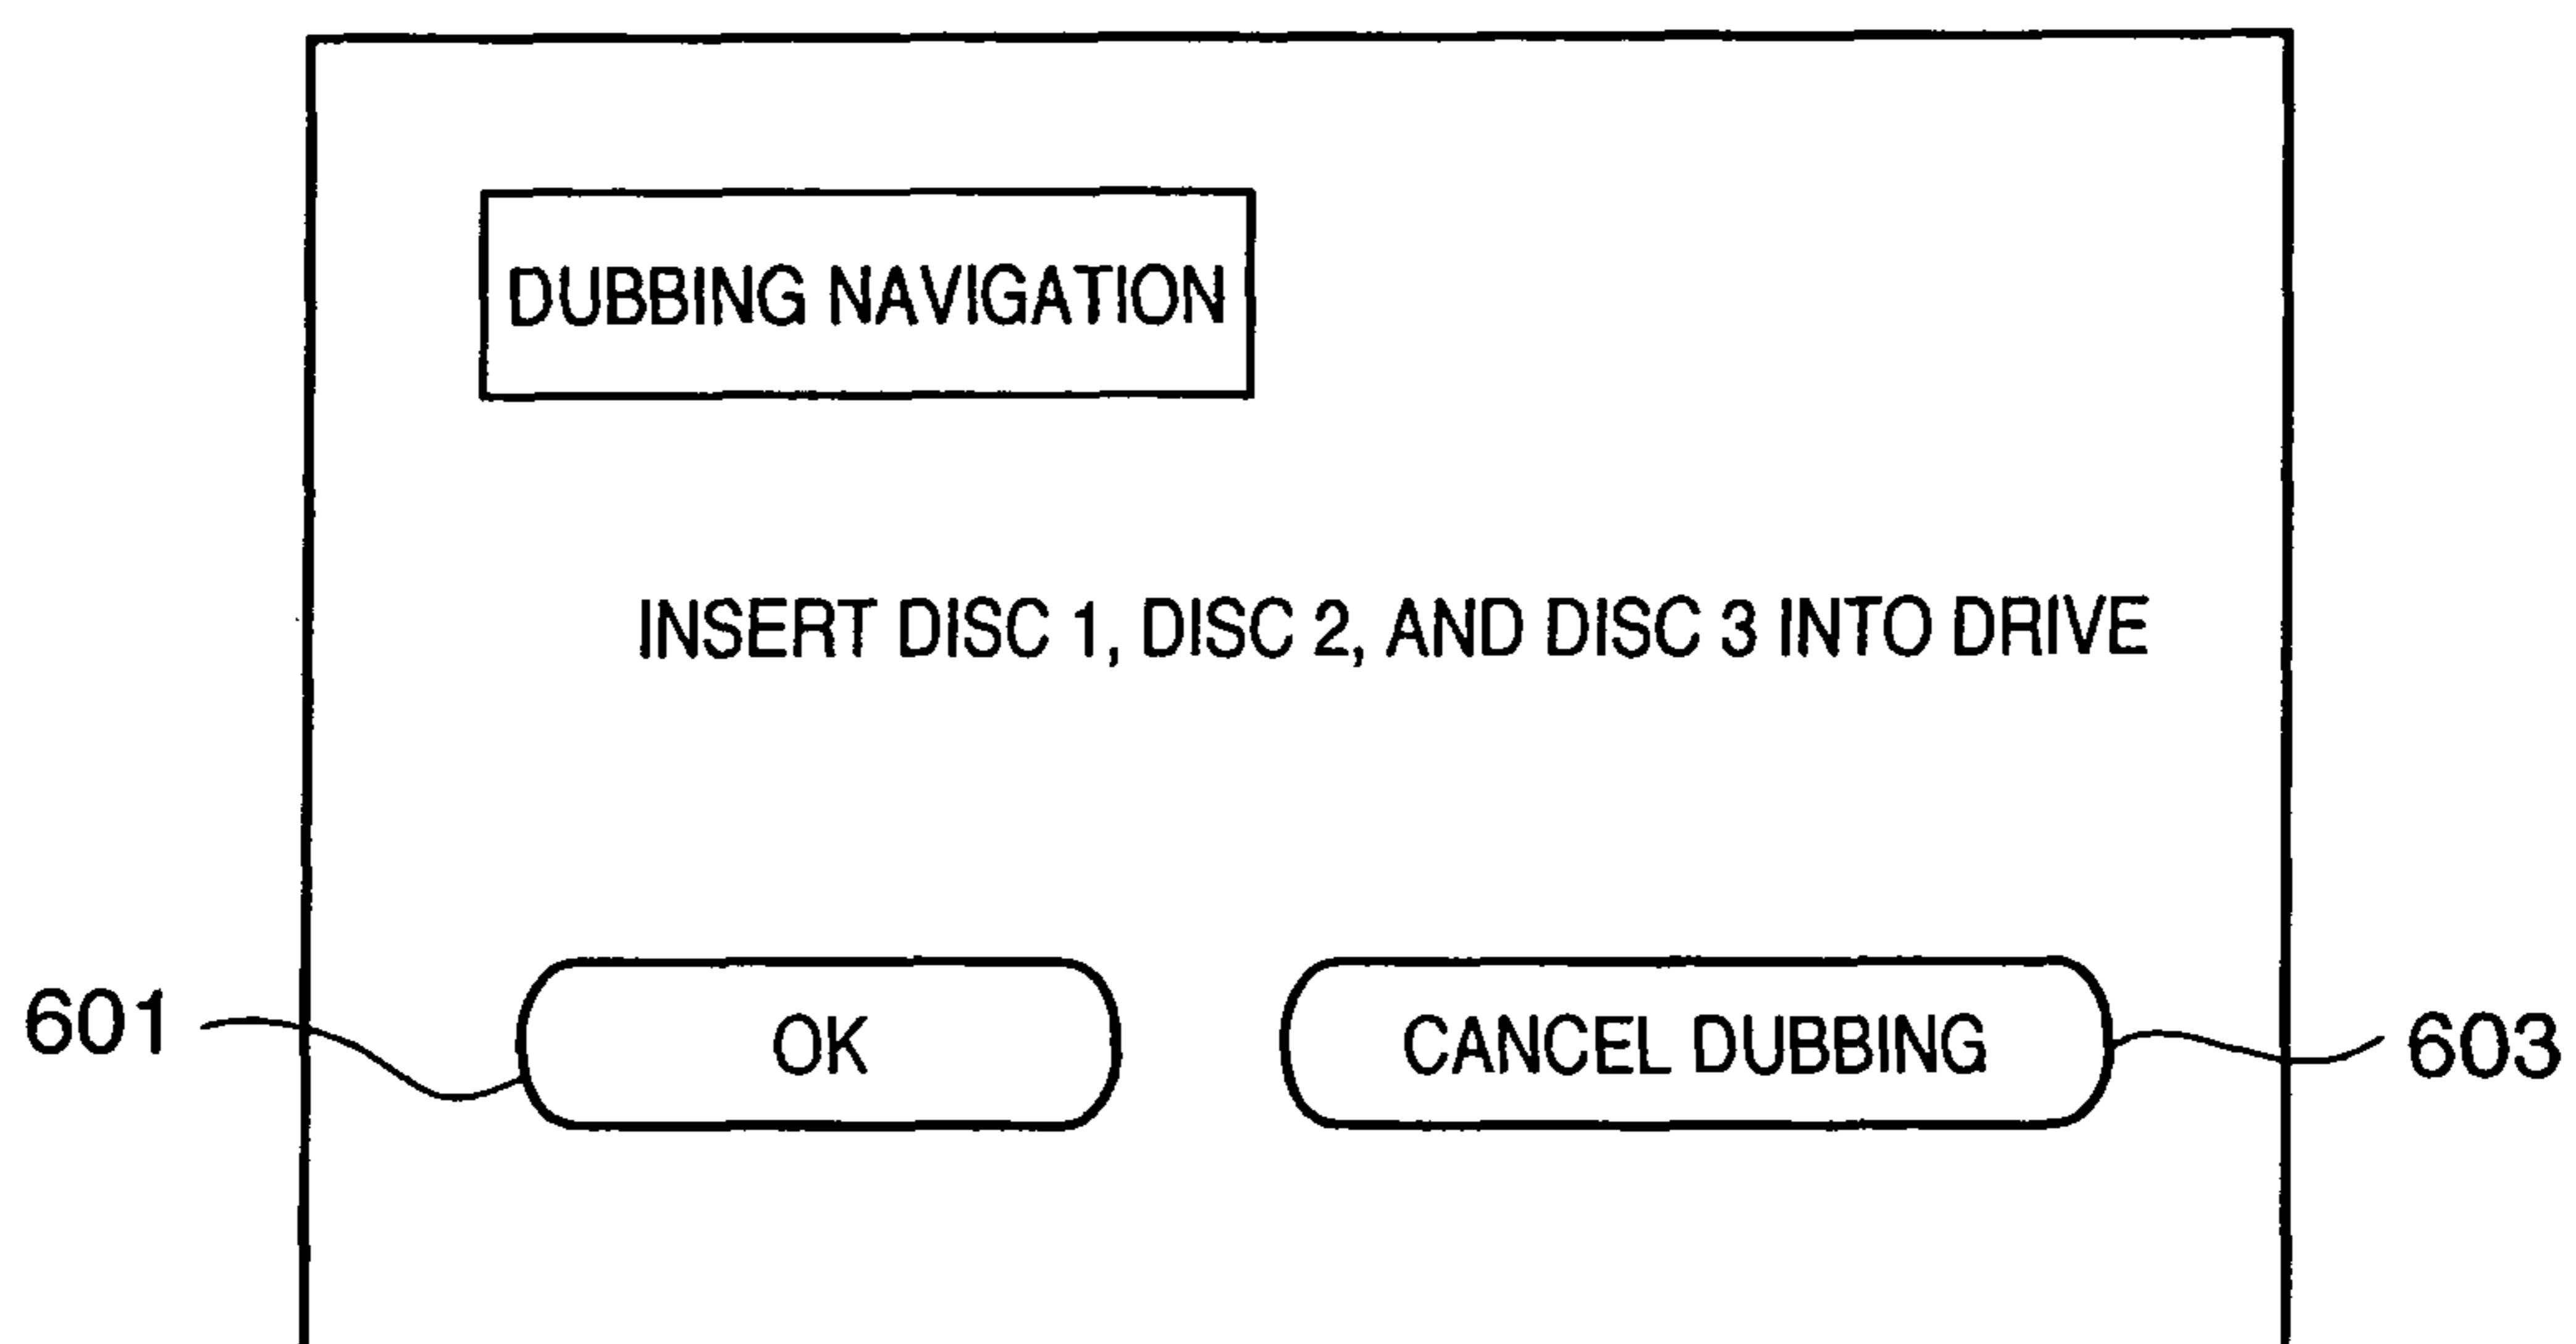 DUBBING NAVIGATION
INSERT DISC 1, DISC 2, AND DISC 3 INTO DRIVE
601 OK CANCEL DUBBING 603